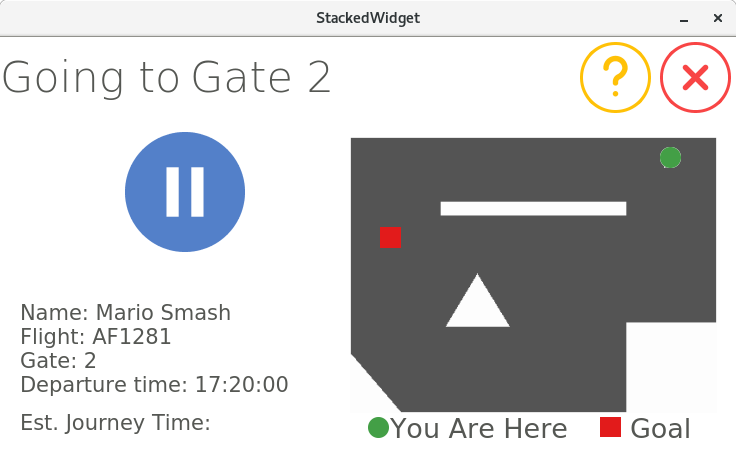 StackedWidget
Going to Gate 2
?
Name: Mario Smash
Flight: AF1281
Gate: 2
Departure time: 17:20:00
Est. Journey Time:
You Are Here
Goal